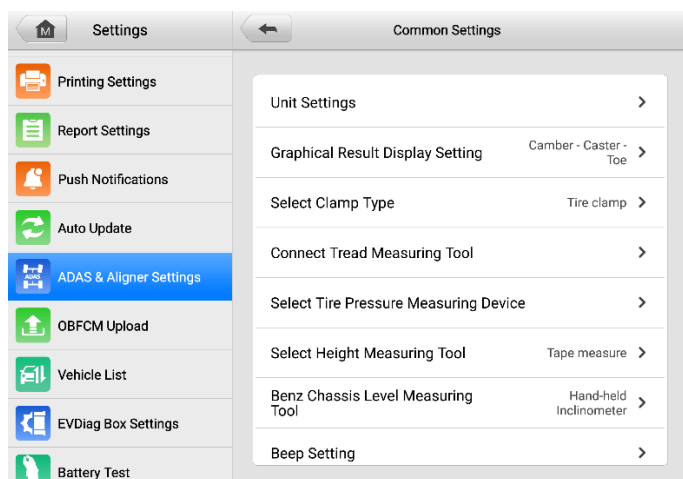 M
Settings
Common Settings
Printing Settings
Report Settings
Push Notifications
Auto Update
ADAS
ADAS & Aligner Settings
OBFCM Upload
Vehicle List
EVDiag Box Settings
Battery Test
Unit Settings
Graphical Result Display Setting
Camber - Caster -
Toe
Select Clamp Type
Tire clamp
Connect Tread Measuring Tool
Select Tire Pressure Measuring Device
Select Height Measuring Tool
Tape measure
Benz Chassis Level Measuring
Tool
Hand-held
Inclinometer
Beep Setting